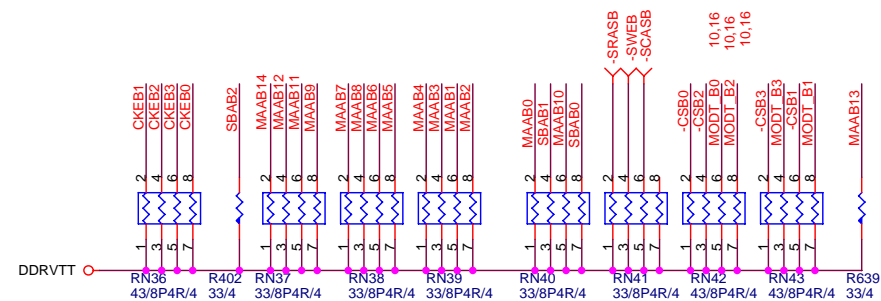 -SRASB
-SWEB
-SCASB
10,16
10,16
10,16
CKEB1
CKEB2
CKEB3
CKEB0
SBAB2
MAAB14
MAAB12
MAAB11
MAAB9
MAAB7
MAAB8
MAAB6
MAAB5
MAAB4
MAAB3
MAAB1
MAAB2
MAAB0
SBAB1
MAAB10
SBAB0
-CSB0
-CSB2
MODT_B0
MODT_B2
-CSB3
MODT_B3
-CSB1
MODT_B1
MAAB13
2 4 6 8 2 4 6 8 2 4 6 8 2 4 6 8 2 4 6 8 2 4 6 8 2 4 6 8 2 4 6 8
1 3 5 7 1 3 5 7 1 3 5 7 1 3 5 7 1 3 5 7 1 3 5 7 1 3 5 7 1 3 5 7
DDRVTT
RN36 R402 RN37 RN38 RN39 RN40 RN41 RN42 RN43 R639
43/8P4R/4 33/4 33/8P4R/4 33/8P4R/4 33/8P4R/4 33/8P4R/4 33/8P4R/4 43/8P4R/4 43/8P4R/4 33/4